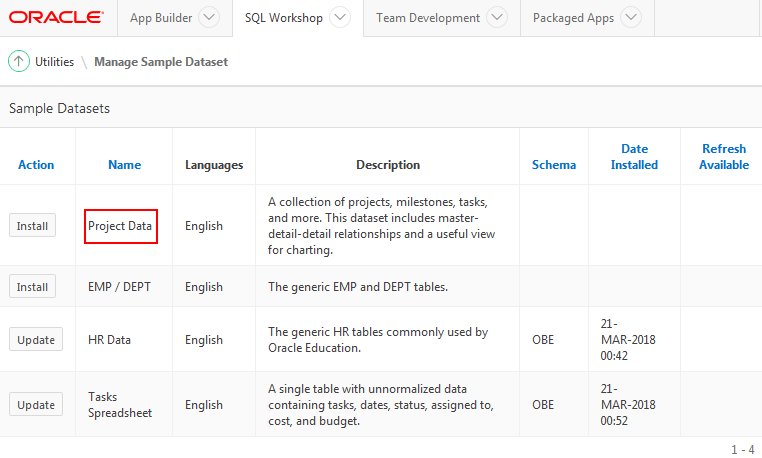 ORACLE App Builder SQL Workshop Team Development Packaged Apps
Utilities \ Manage Sample Dataset
Sample Datasets
Action Name Languages Description Schema Date Installed Refresh Available
Install Project Data English A collection of projects, milestones, tasks,
and more. This dataset includes master-
detail-detail relationships and a useful view
for charting.
Install EMP / DEPT English The generic EMP and DEPT tables.
Update HR Data English The generic HR tables commonly used by
Oracle Education.
OBE
21-
MAR-2018
00:42
Update Tasks
Spreadsheet
English A single table with unnormalized data
containing tasks, dates, status, assigned to,
cost, and budget.
OBE
21-
MAR-2018
00:52
1 - 4